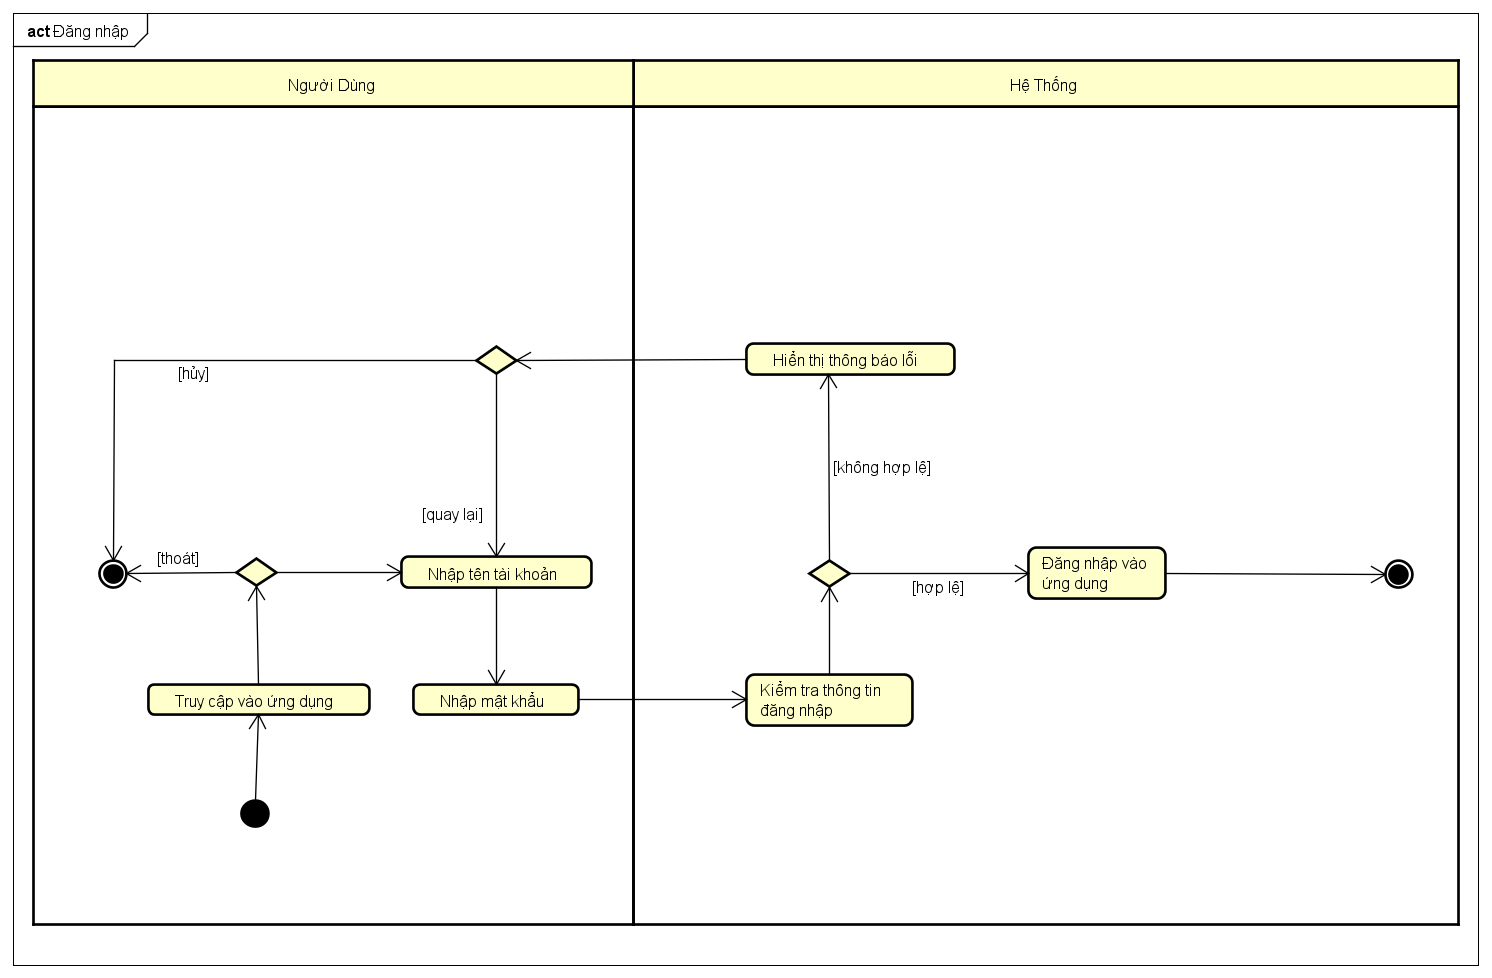 act Đăng nhập
Người Dùng
Hệ Thống
Hiển thị thông báo lỗi
[hủy]
[không hợp lệ]
[quay lại]
[thoát]
Nhập tên tài khoản
Đăng nhập vào
ứng dụng
[hợp lệ]
Truy cập vào ứng dụng
Nhập mật khẩu
Kiểm tra thông tin
đăng nhập